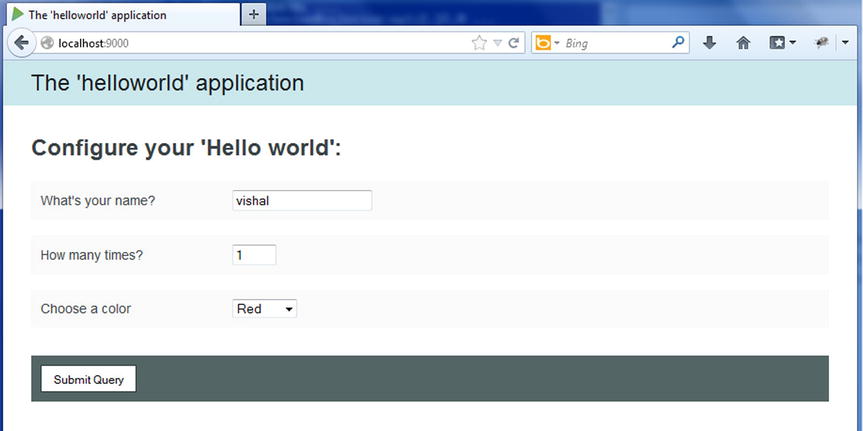 The 'helloworld' application
localhost:9000
Bing
The 'helloworld' application
Configure your 'Hello world':
What's your name? vishal
How many times? 1
Choose a color Red
Submit Query